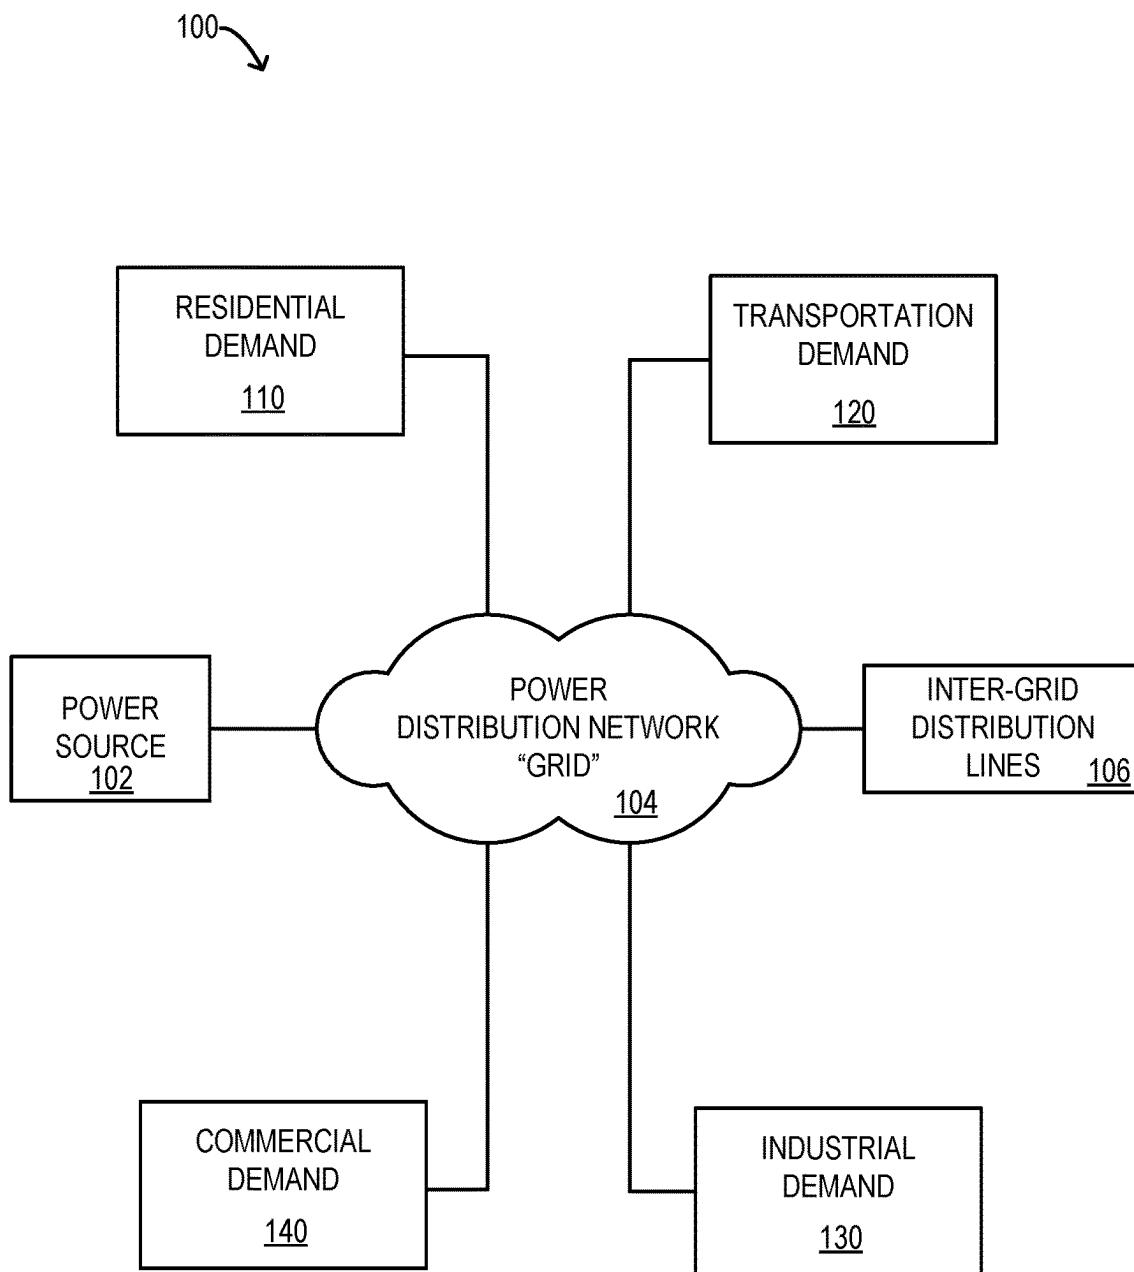 100
RESIDENTIAL
DEMAND
110
TRANSPORTATION
DEMAND
120
POWER
SOURCE
102
POWER
DISTRIBUTION NETWORK
“GRID”
104
INTER-GRID
DISTRIBUTION
LINES 106
COMMERCIAL
DEMAND
140
INDUSTRIAL
DEMAND
130